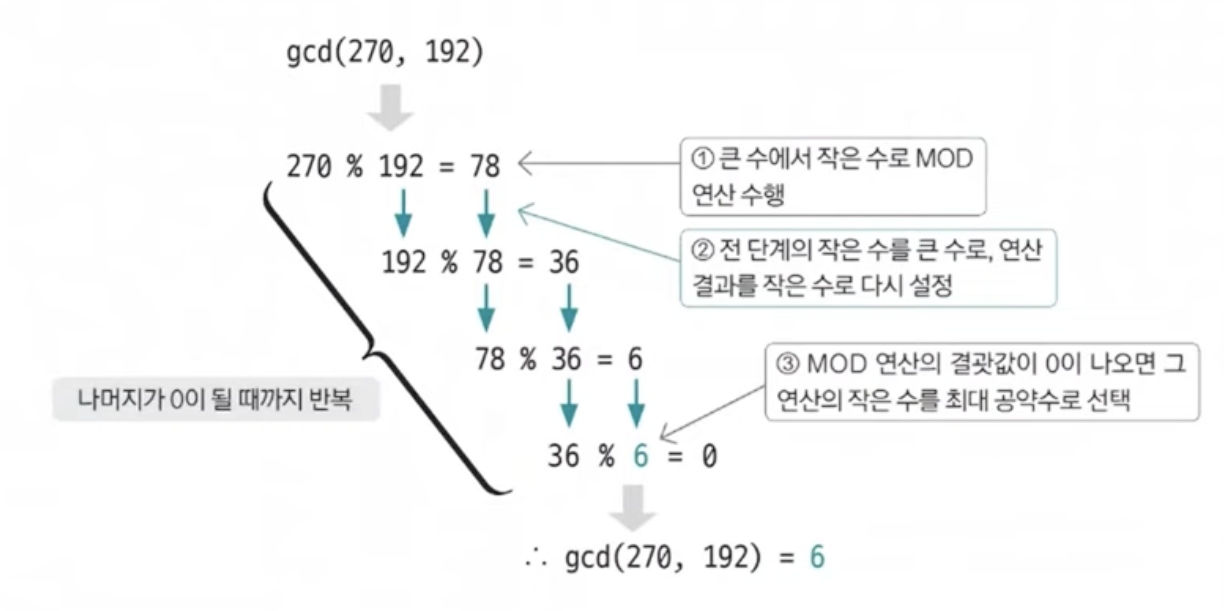 gcd(270, 192)
270 % 192 = 78
① 큰 수에서 작은 수로 MOD
연산 수행
② 전 단계의 작은 수를 큰 수로, 연산
결과를 작은 수로 다시 설정
192 % 78 = 36
78 % 36 = 6
③ MOD 연산의 결괏값이 0이 나오면 그
연산의 작은 수를 최대 공약수로 선택
나머지가 0이 될 때까지 반복
36 % 6 = 0
∴ gcd(270, 192) = 6